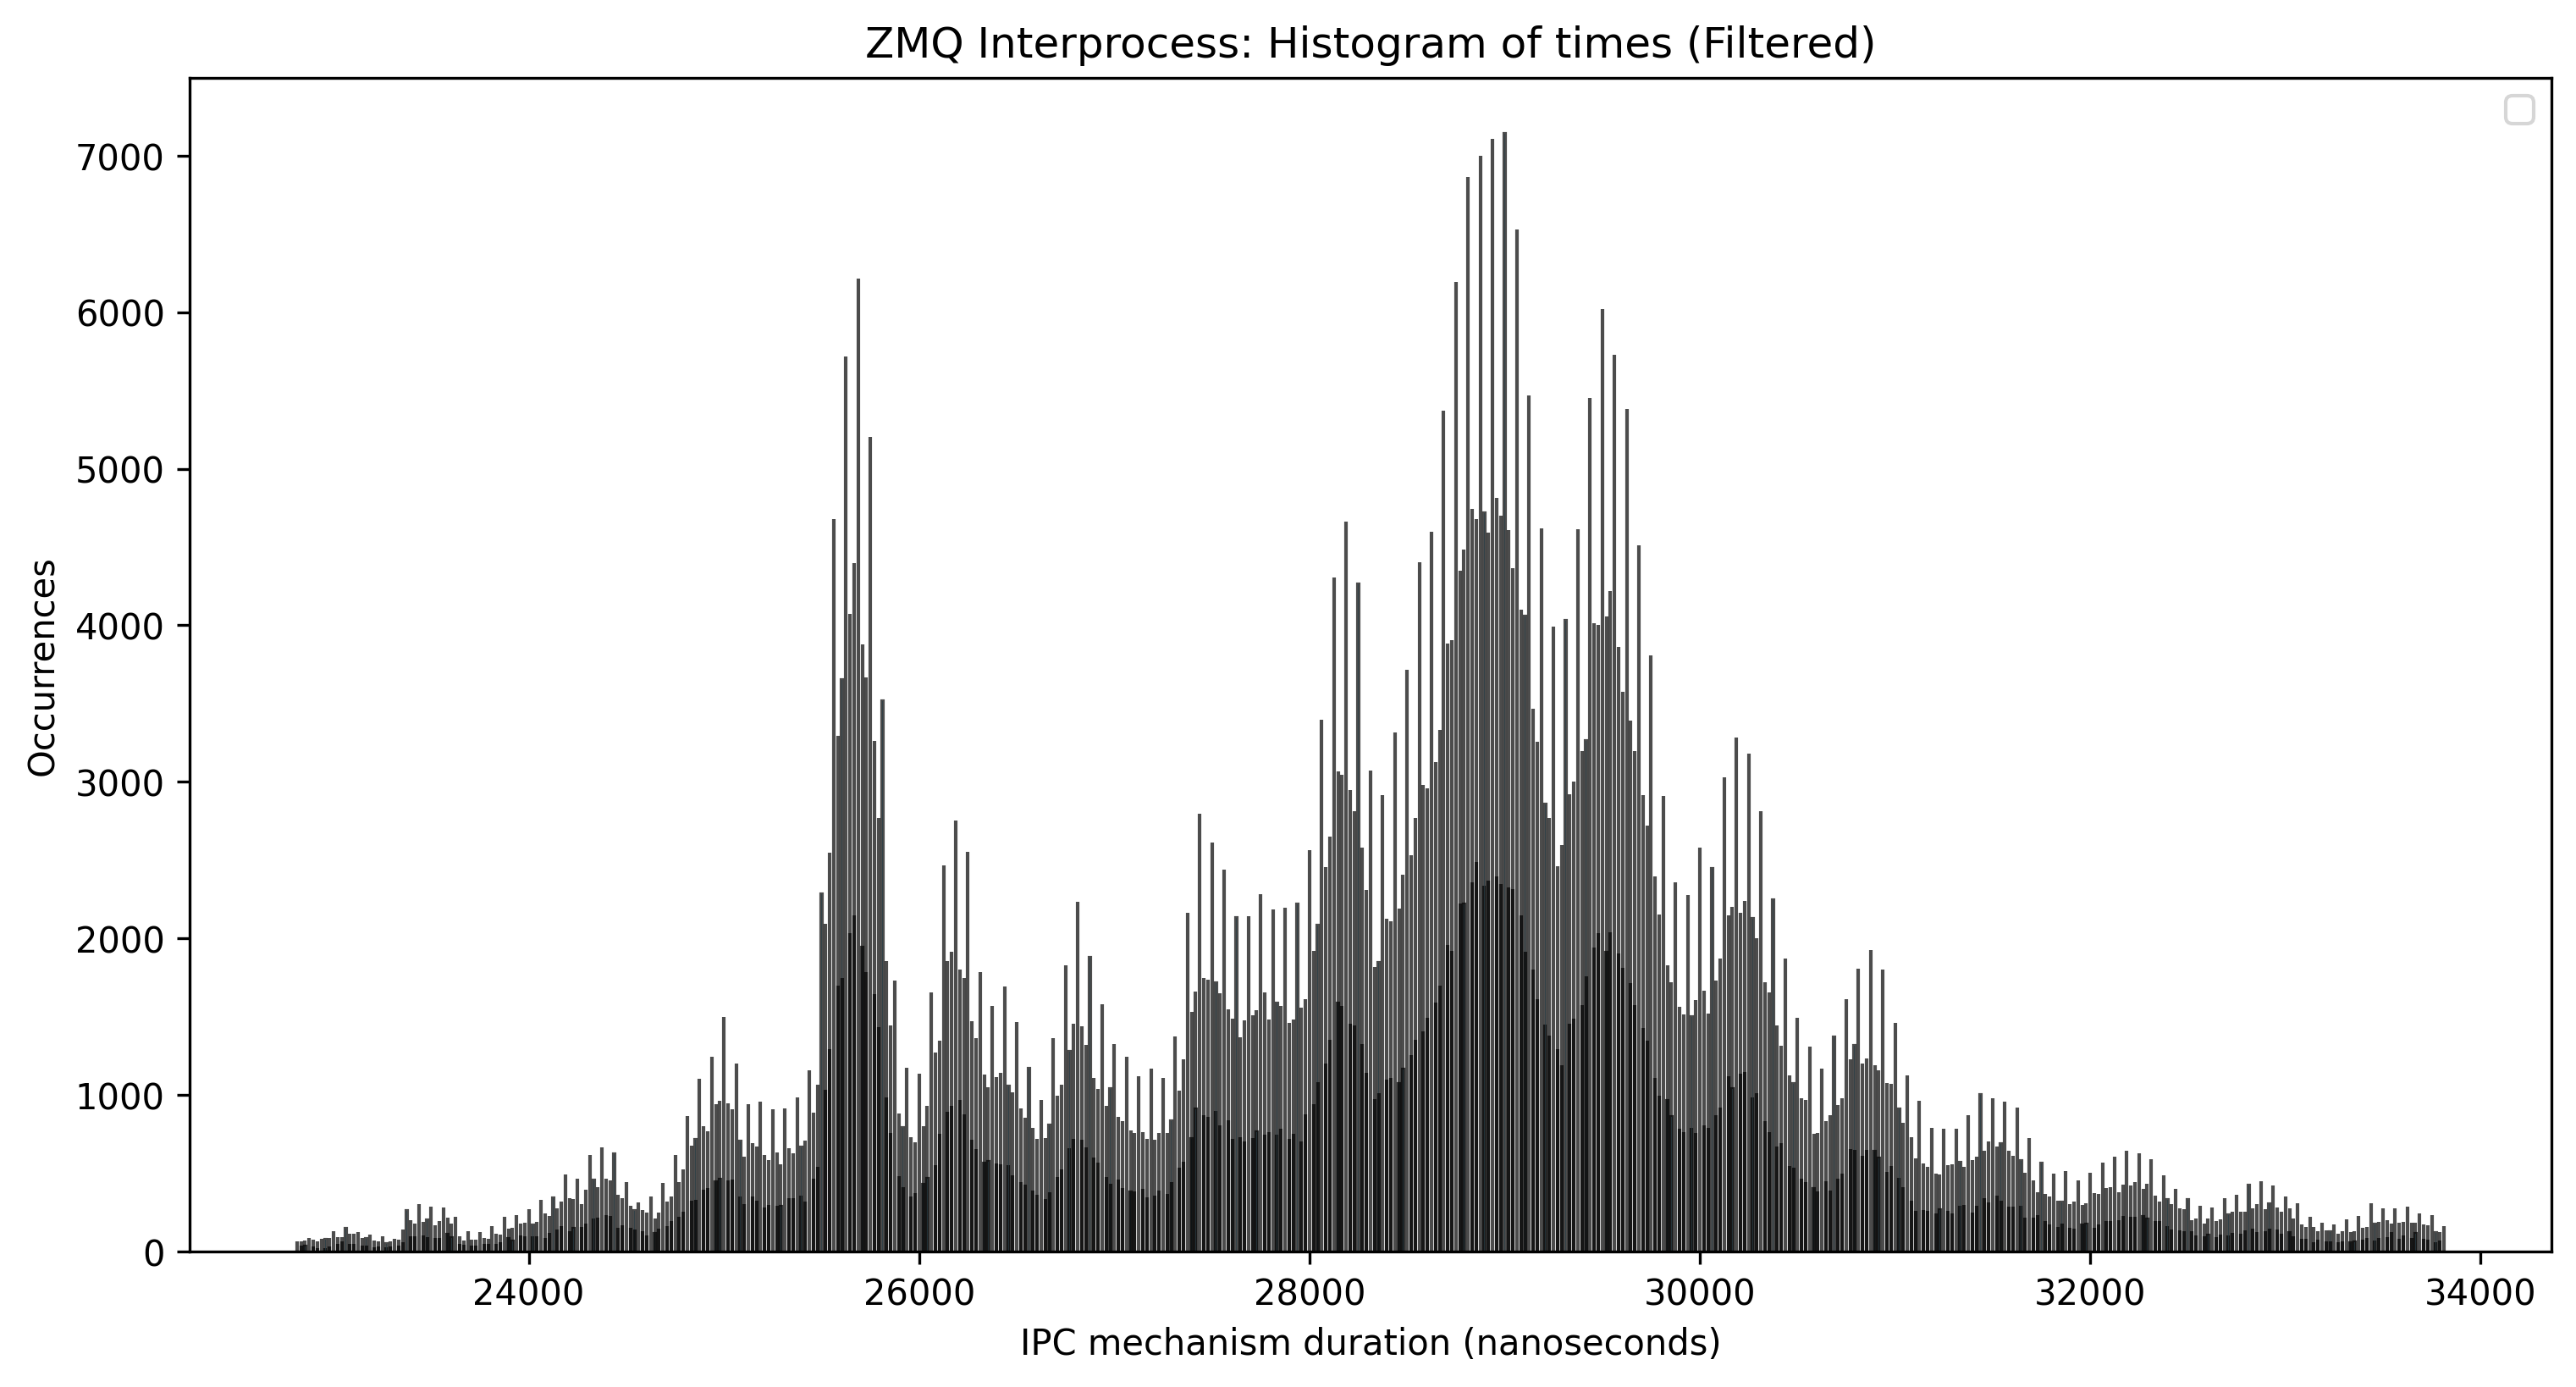 ZMQ Interprocess: Histogram of times (Filtered)
Occurrences
7000
6000
5000
4000
3000
2000
1000
0
24000 26000 28000 30000 32000 34000
IPC mechanism duration (nanoseconds)